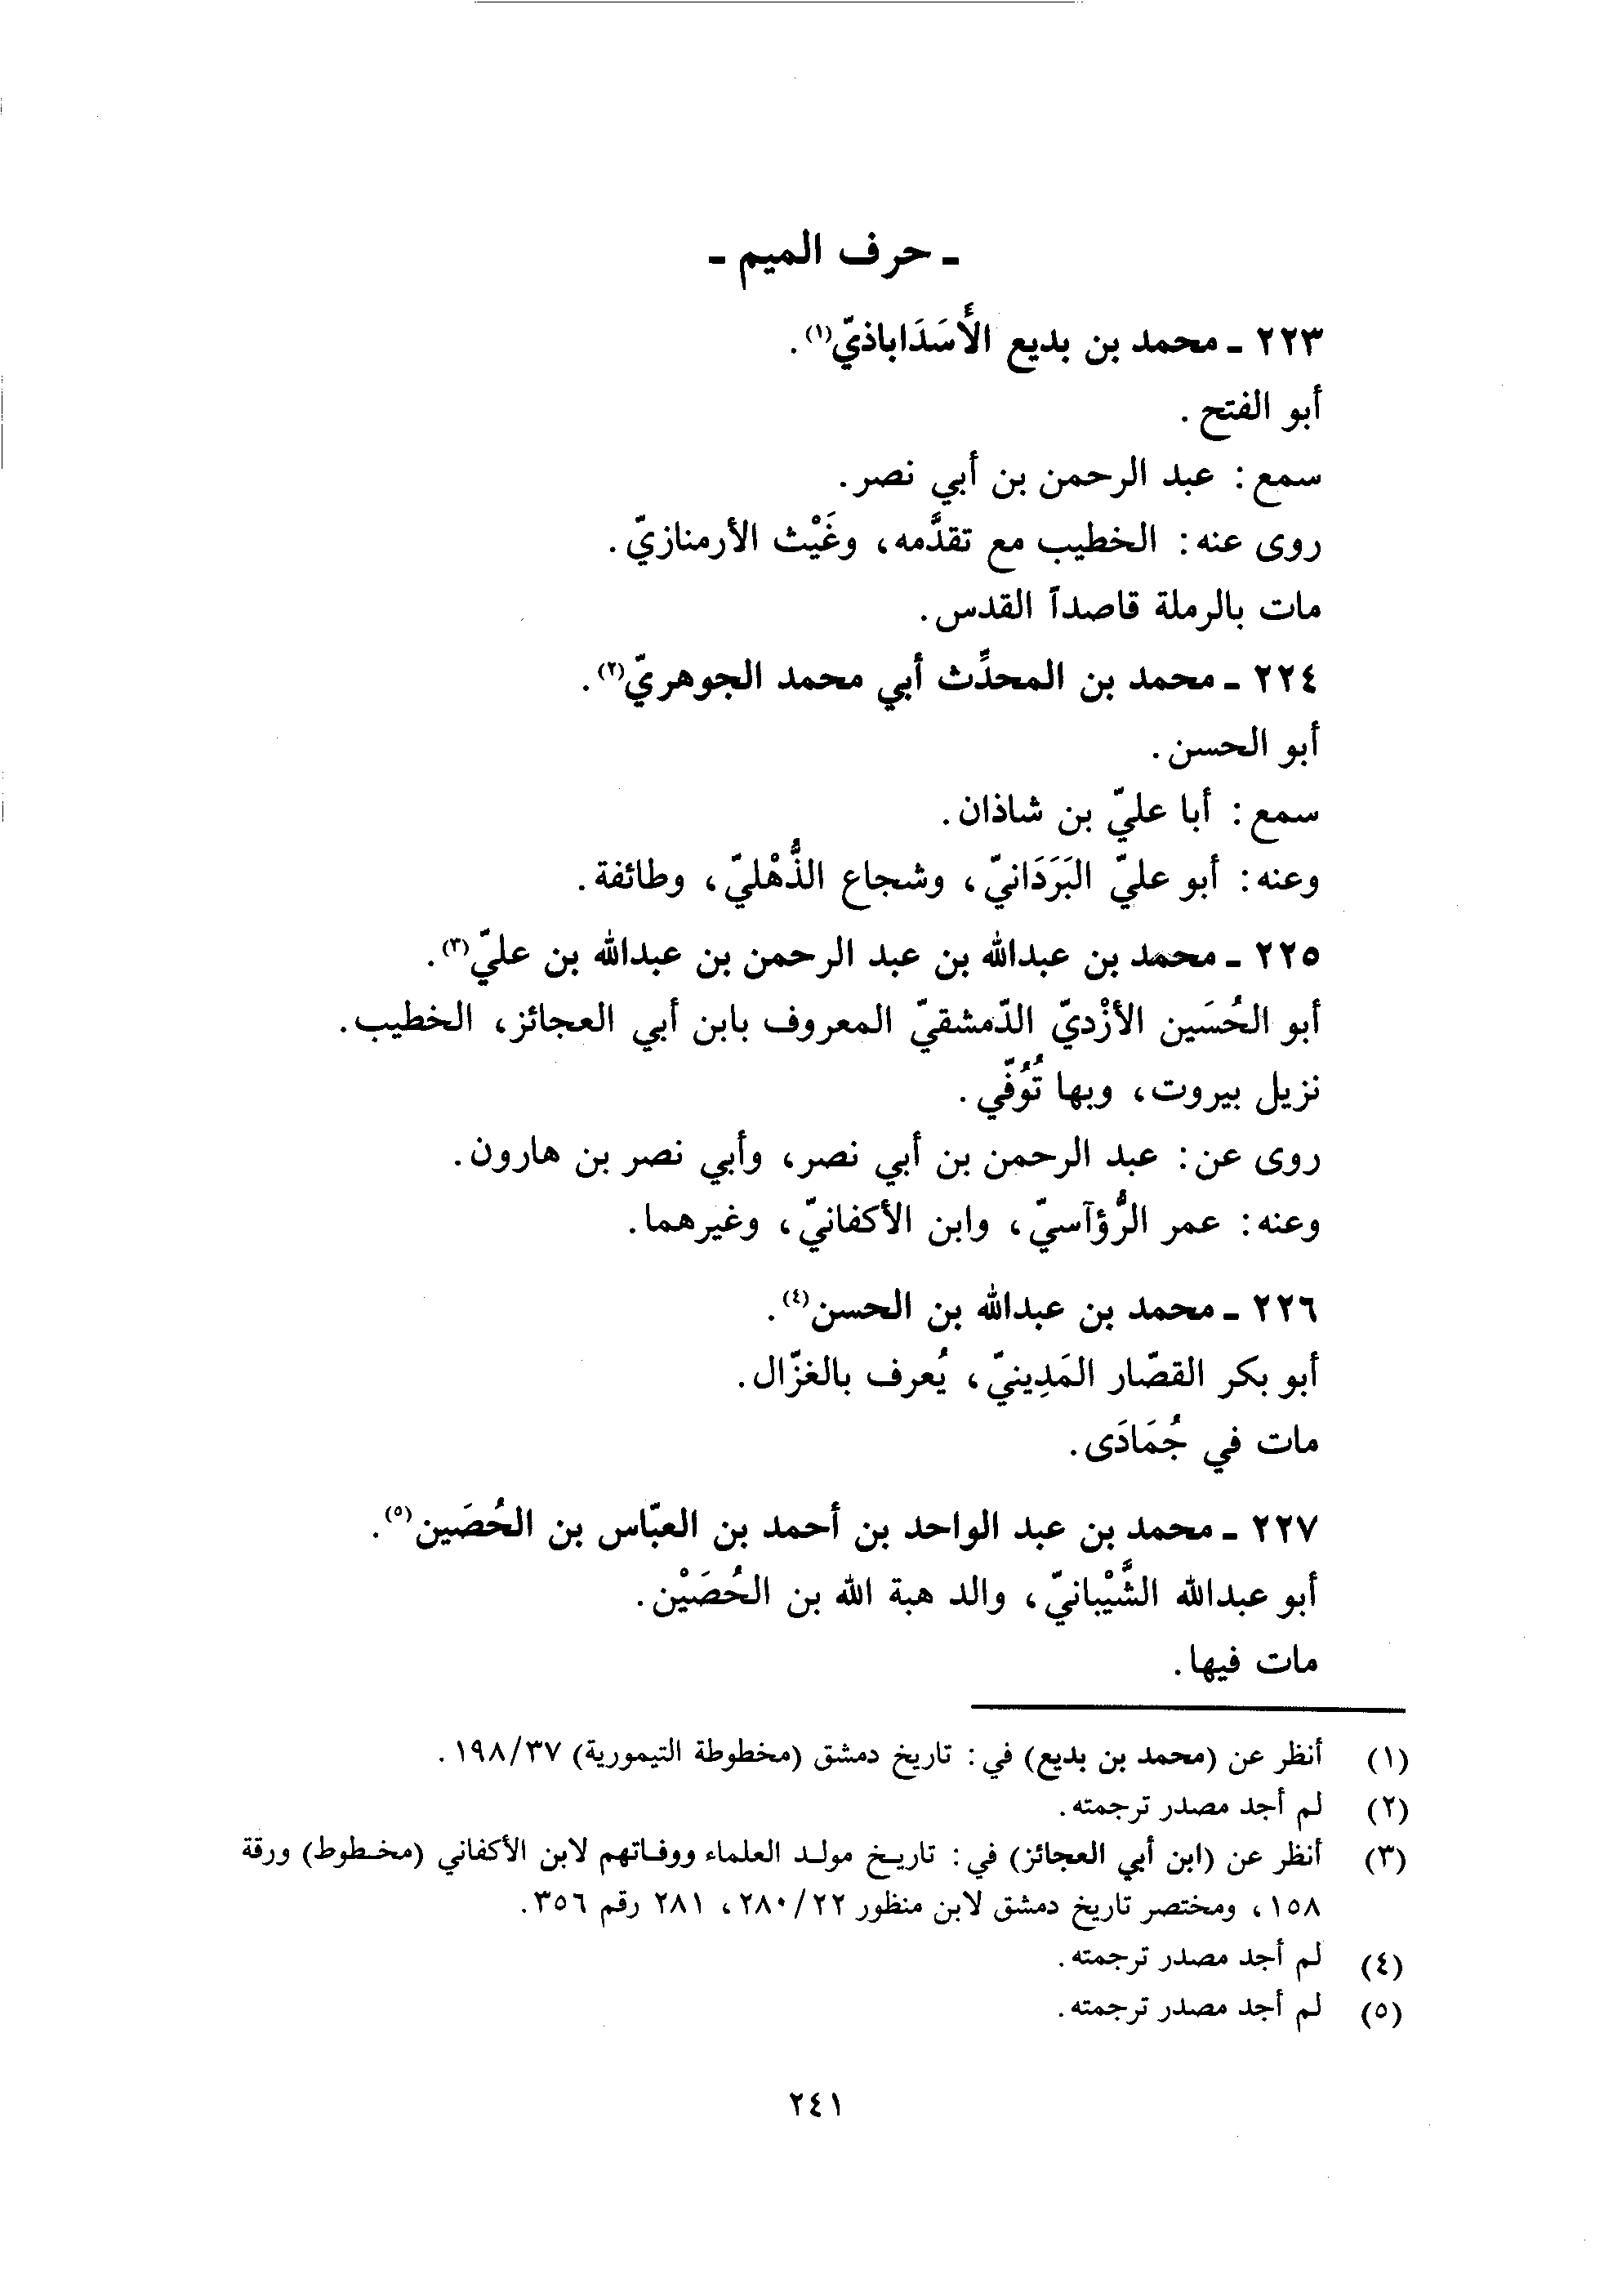 ـ حرف الميم ـ
٢٢٣ ـ محمد بن بديع الأَسَدَاباذيّ(١).
أبو الفتح.
سمع: عبد الرحمن بن أبي نصر.
روى عنه: الخطيب مع تقدَّمه، وغَيْث الأرمنازيّ.
مات بالرملة قاصداً القدس.
٢٢٤ ـ محمد بن المحدِّث أبي محمد الجوهريّ(٢).
أبو الحسن.
سمع: أبا عليّ بن شاذان.
وعنه: أبو عليّ البَرَدَانيّ، وشجاع الذُّهْليّ، وطائفة.
٢٢٥ ـ محمد بن عبدالله بن عبد الرحمن بن عبدالله بن عليّ(٣).
أبو الحُسَين الأزْديّ الدّمشقيّ المعروف بابن أبي العجائز، الخطيب.
نزيل بيروت، وبها تُوُفّي.
روى عن: عبد الرحمن بن أبي نصر، وأبي نصر بن هارون.
وعنه: عمر الرُّؤآسيّ، وابن الأكفانيّ، وغيرهما.
٢٢٦ ـ محمد بن عبدالله بن الحسن(٤).
أبو بكر القصّار المَدِينيّ، يُعرف بالغزّال.
مات في جُمَادَى.
٢٢٧ ـ محمد بن عبد الواحد بن أحمد بن العبّاس بن الحُصَين(٥).
أبو عبدالله الشَّيْبانيّ، والد هبة الله بن الحُصَيْن.
مات فيها.
(١) أنظر عن (محمد بن بديع) في: تاريخ دمشق (مخطوطة التيمورية) ١٩٨/٣٧.
(٢) لم أجد مصدر ترجمته.
(٣) أنظر عن (ابن أبي العجائز) في: تاريخ مولد العلماء ووفاتهم لابن الأكفاني (مخطوط) ورقة
١٥٨، ومختصر تاريخ دمشق لابن منظور ٢٨٠/٢٢، ٢٨١ رقم ٣٥٦.
(٤) لم أجد مصدر ترجمته.
(٥) لم أجد مصدر ترجمته.
٢٤١